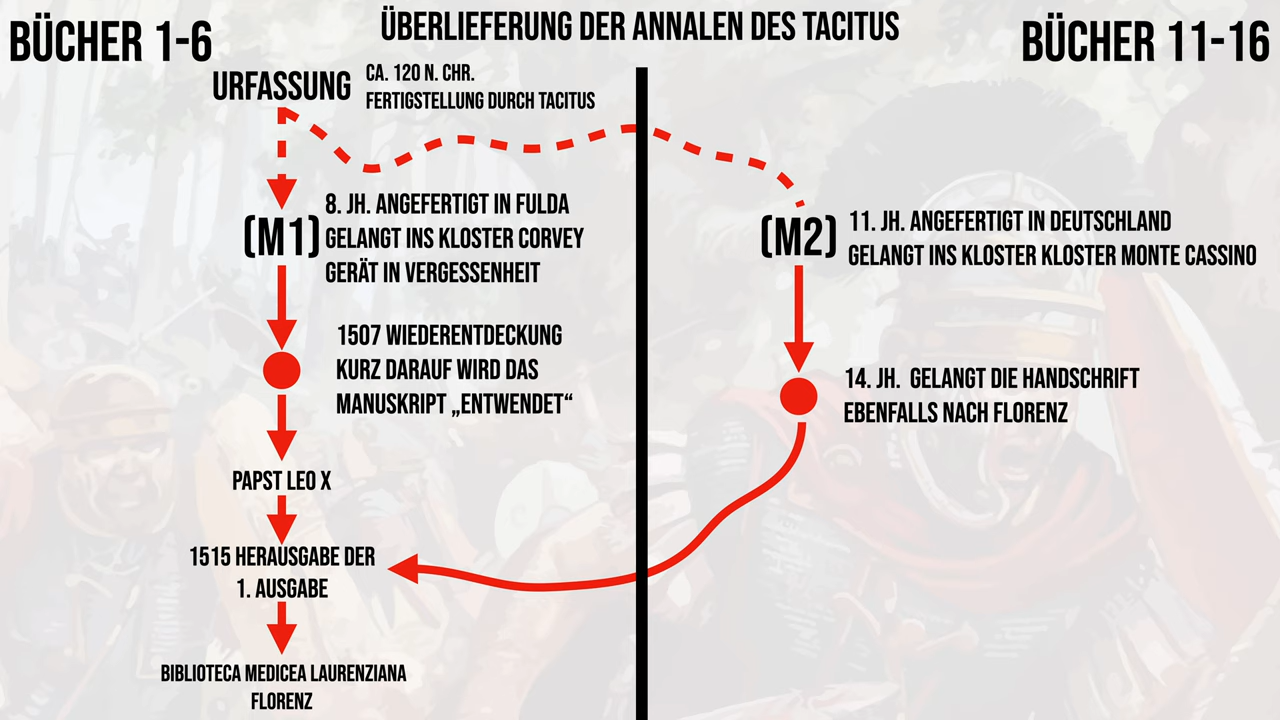 ÜBERLIEFERUNG DER ANNALEN DES TACITUS
BÜCHER 1-6
URFASSUNG
CA. 120 N. CHR.
FERTIGSTELLUNG DURCH TACITUS
(M1)
8. JH. ANGEFERTIGT IN FULDA
GELANGT INS KLOSTER CORVEY
GERÄT IN VERGESSENHEIT
1507 WIEDERENTDECKUNG
KURZ DARAUF WIRD DAS
MANUSKRIPT „ENTWENDET“
PAPST LEO X
1515 HERAUSGABE DER
1. AUSGABE
BIBLIOTECA MEDICEA LAURENZIANA
FLORENZ
BÜCHER 11-16
(M2)
11. JH. ANGEFERTIGT IN DEUTSCHLAND
GELANGT INS KLOSTER KLOSTER MONTE CASSINO
14. JH. GELANGT DIE HANDSCHRIFT
EBENFALLS NACH FLORENZ